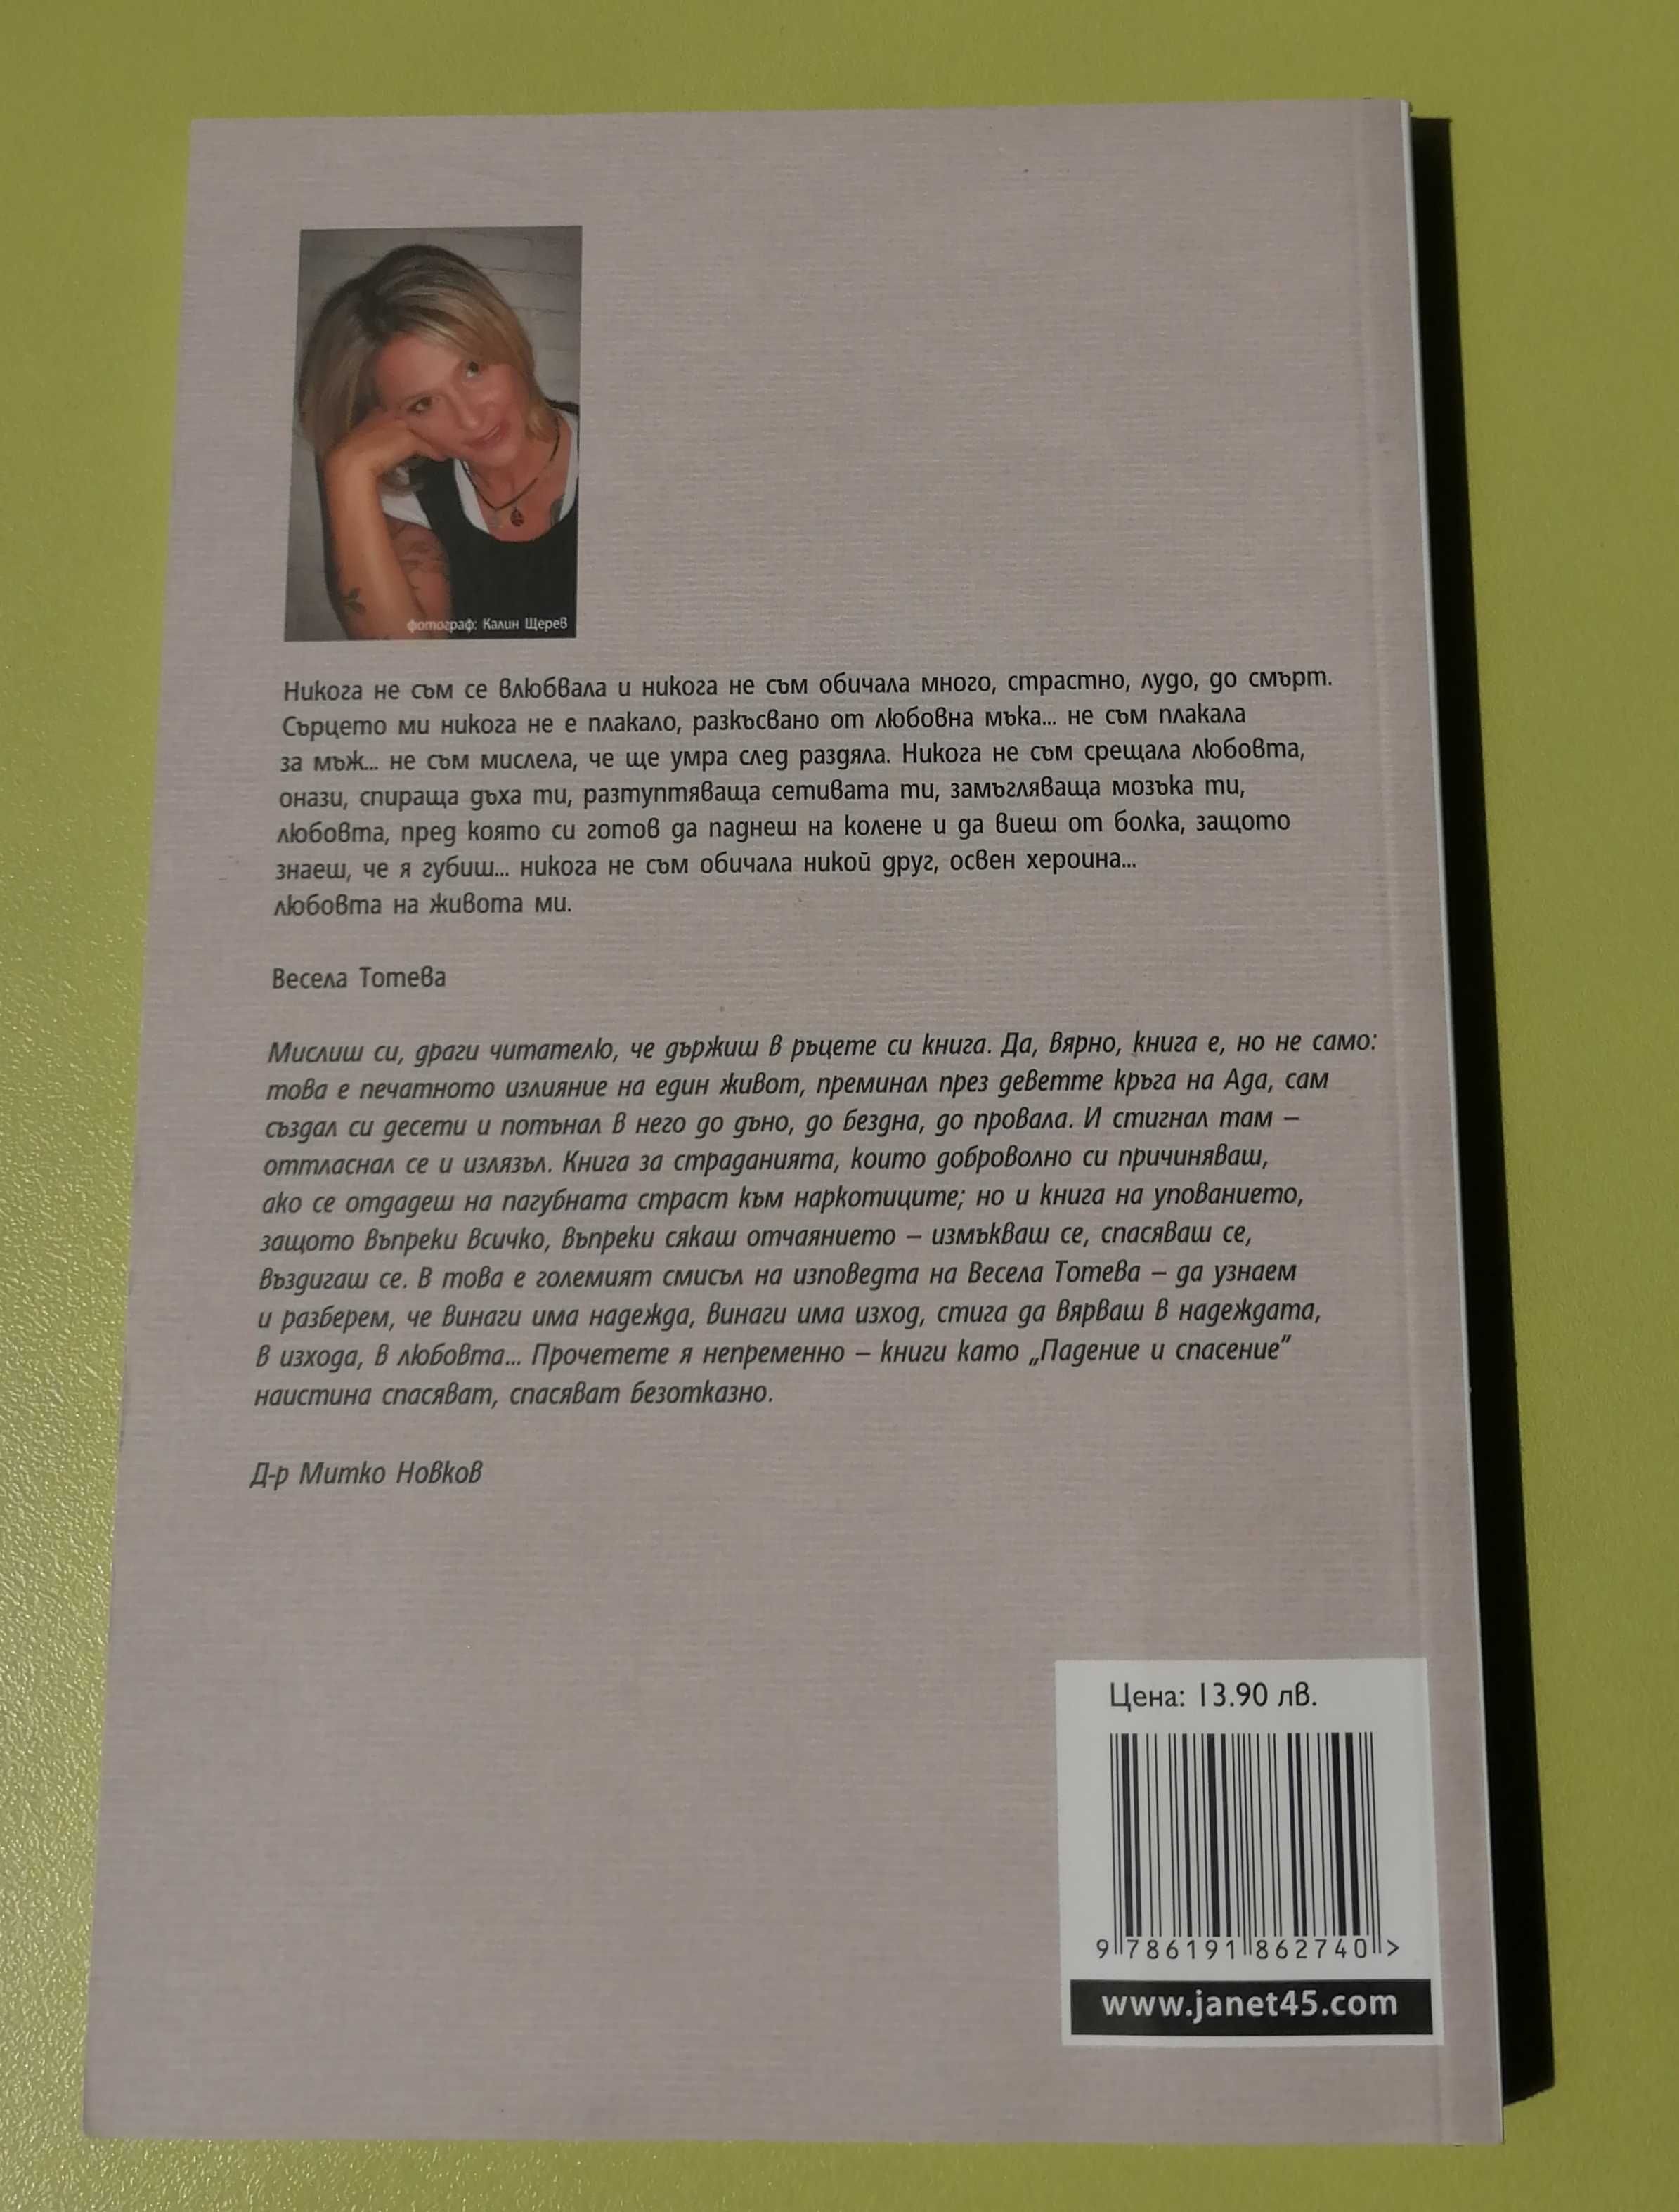 фотограф: Калин Щерев
Никога не съм се влюбвала и никога не съм обичала много, страстно, лудо, до смърт.
Сърцето ми никога не е плакало, разкъсвано от любовна мъка... не съм плакала
за мъж... не съм мислела, че ще умра след раздяла. Никога не съм срещала любовта,
онази, спираща дъха ти, разтуптяваща сетивата ти, замъгляваща мозъка ти,
любовта, пред която си готов да паднеш на колене и да виеш от болка, защото
знаеш, че я губиш... никога не съм обичала никой друг, освен хероина...
любовта на живота ми.
Весела Тотева
Мислиш си, драги читателю, че държиш в ръцете си книга. Да, вярно, книга е, но не само:
това е печатното излияние на един живот, преминал през деветте кръга на Ада, сам
създал си десети и потънал в него до дъно, до бездна, до провала. И стигнал там –
оттласнал се и излязъл. Книга за страданията, които доброволно си причиняваш,
ако се отдадеш на пагубната страст към наркотиците; но и книга на упованието,
защото въпреки всичко, въпреки сякаш отчаянието – измъкваш се, спасяваш се,
въздигаш се. В това е големият смисъл на изповедта на Весела Тотева – да узнаем
и разберем, че винаги има надежда, винаги има изход, стига да вярваш в надеждата,
в изхода, в любовта... Прочетете я непременно – книги като „Падение и спасение“
наистина спасяват, спасяват безотказно.
Д-р Митко Новков
Цена: 13.90 лв.
9 786191 862740 >
www.janet45.com